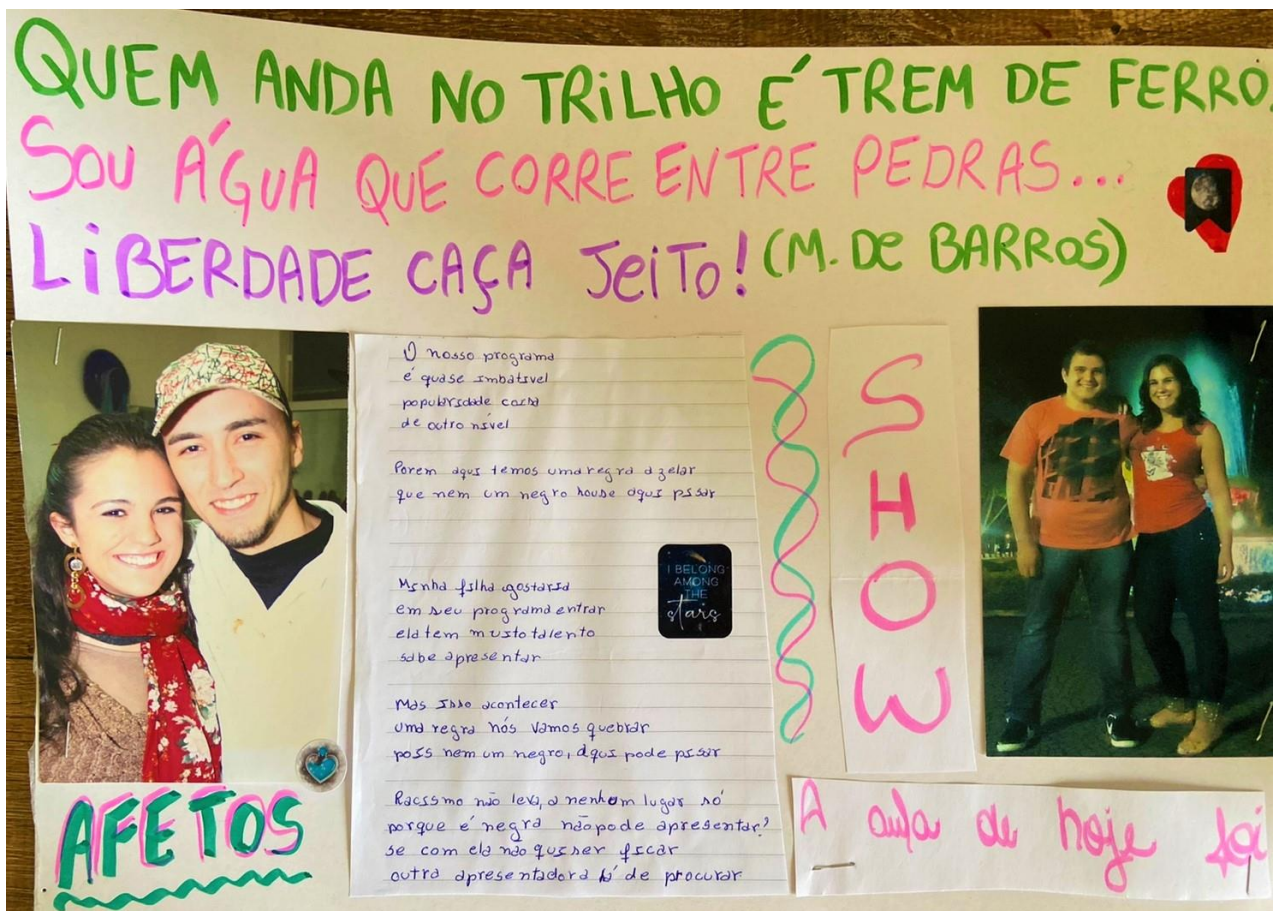 QUEM ANDA NO TRILHO É TREM DE FERRO.
SOU ÁGUA QUE CORRE ENTRE PEDRAS...
LIBERDADE CAÇA JEITO! (M. DE BARROS)
O nosso programa
é quase imbativel
popularidade
de outro nível
Porem aqui temos uma regra a zelar
que nem um negro house aqui pisar
I BELONG
AMONG
THE
stars
Minha filha gostaria
em seu programa entrar
ela tem muito talento
sabe apresentar
Mas isso acontecer
uma regra nós vamos quebrar
pois nem um negro, aqui pode pisar
Racismo não leva, a nenhum lugar só
porque é negra não pode apresentar?
se com ela não quiser ficar
outra apresentadora há de procurar
AFETOS
SHOW
A aula de hoje foi